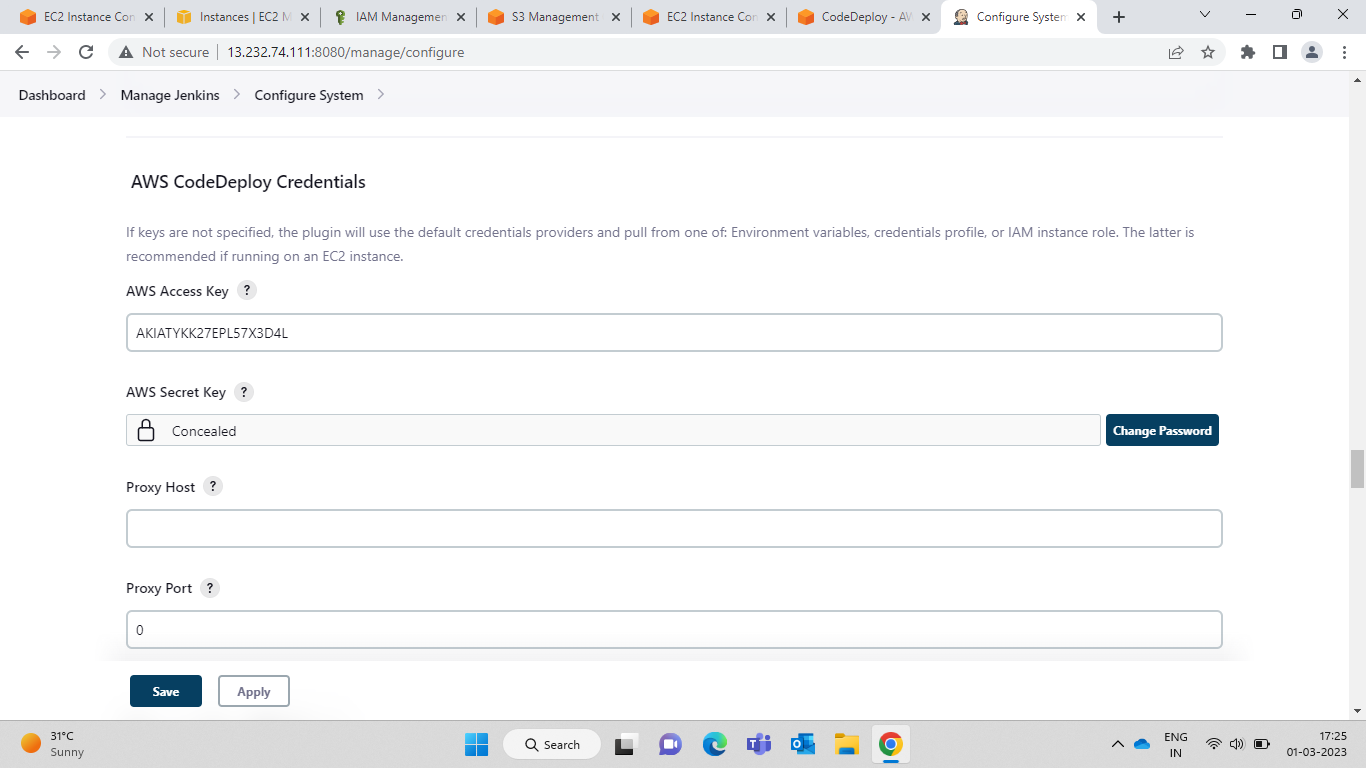 EC2 Instance Con
Instances | EC2 M
IAM Managemen
S3 Management
EC2 Instance Con
CodeDeploy - AW
Configure System
Not secure
13.232.74.111:8080/manage/configure
Dashboard
Manage Jenkins
Configure System
AWS CodeDeploy Credentials
If keys are not specified, the plugin will use the default credentials providers and pull from one of: Environment variables, credentials profile, or IAM instance role. The latter is
recommended if running on an EC2 instance.
AWS Access Key ?
AKIATYKK27EPL57X3D4L
AWS Secret Key ?
Concealed
Change Password
Proxy Host ?
Proxy Port ?
0
Save
Apply
31°C
Sunny
Search
ENG
IN
17:25
01-03-2023